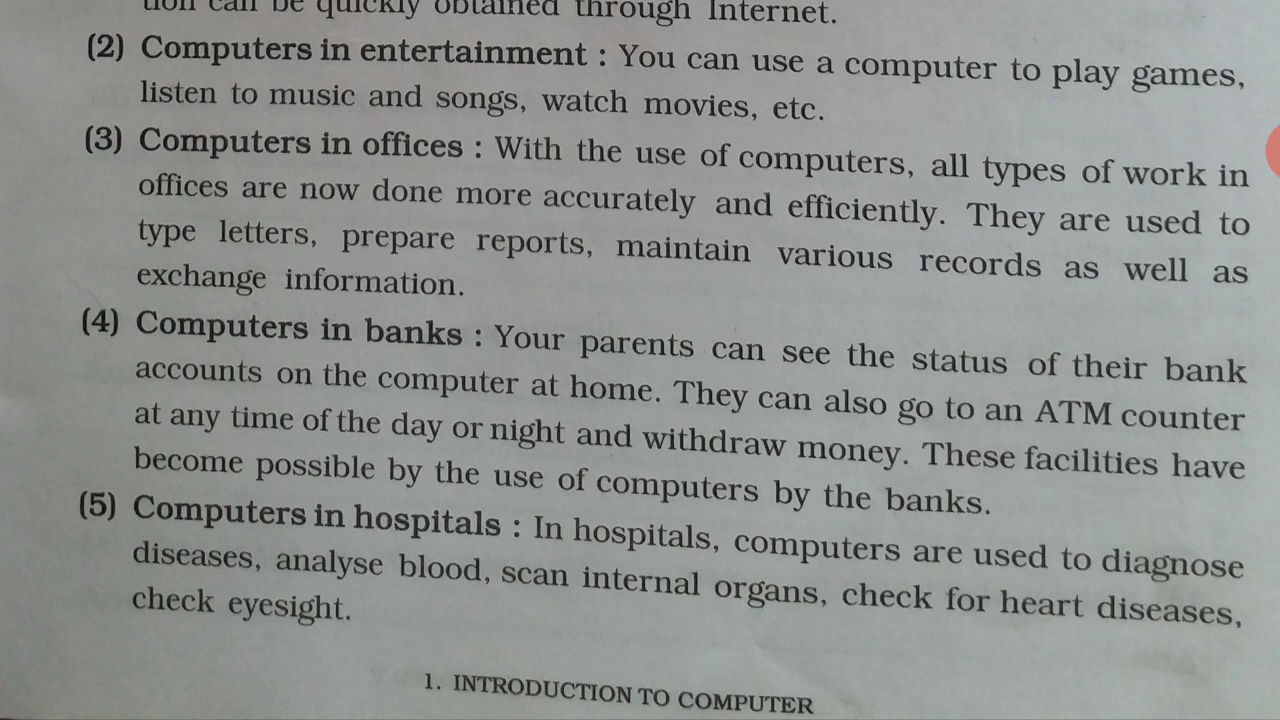 tion can be quickly obtained through Internet.
(2) Computers in entertainment : You can use a computer to play games,
listen to music and songs, watch movies, etc.
(3) Computers in offices : With the use of computers, all types of work in
offices are now done more accurately and efficiently. They are used to
type letters, prepare reports, maintain various records as well as
exchange information.
(4) Computers in banks : Your parents can see the status of their bank
accounts on the computer at home. They can also go to an ATM counter
at any time of the day or night and withdraw money. These facilities have
become possible by the use of computers by the banks.
(5) Computers in hospitals : In hospitals, computers are used to diagnose
diseases, analyse blood, scan internal organs, check for heart diseases,
check eyesight.
1. INTRODUCTION TO COMPUTER